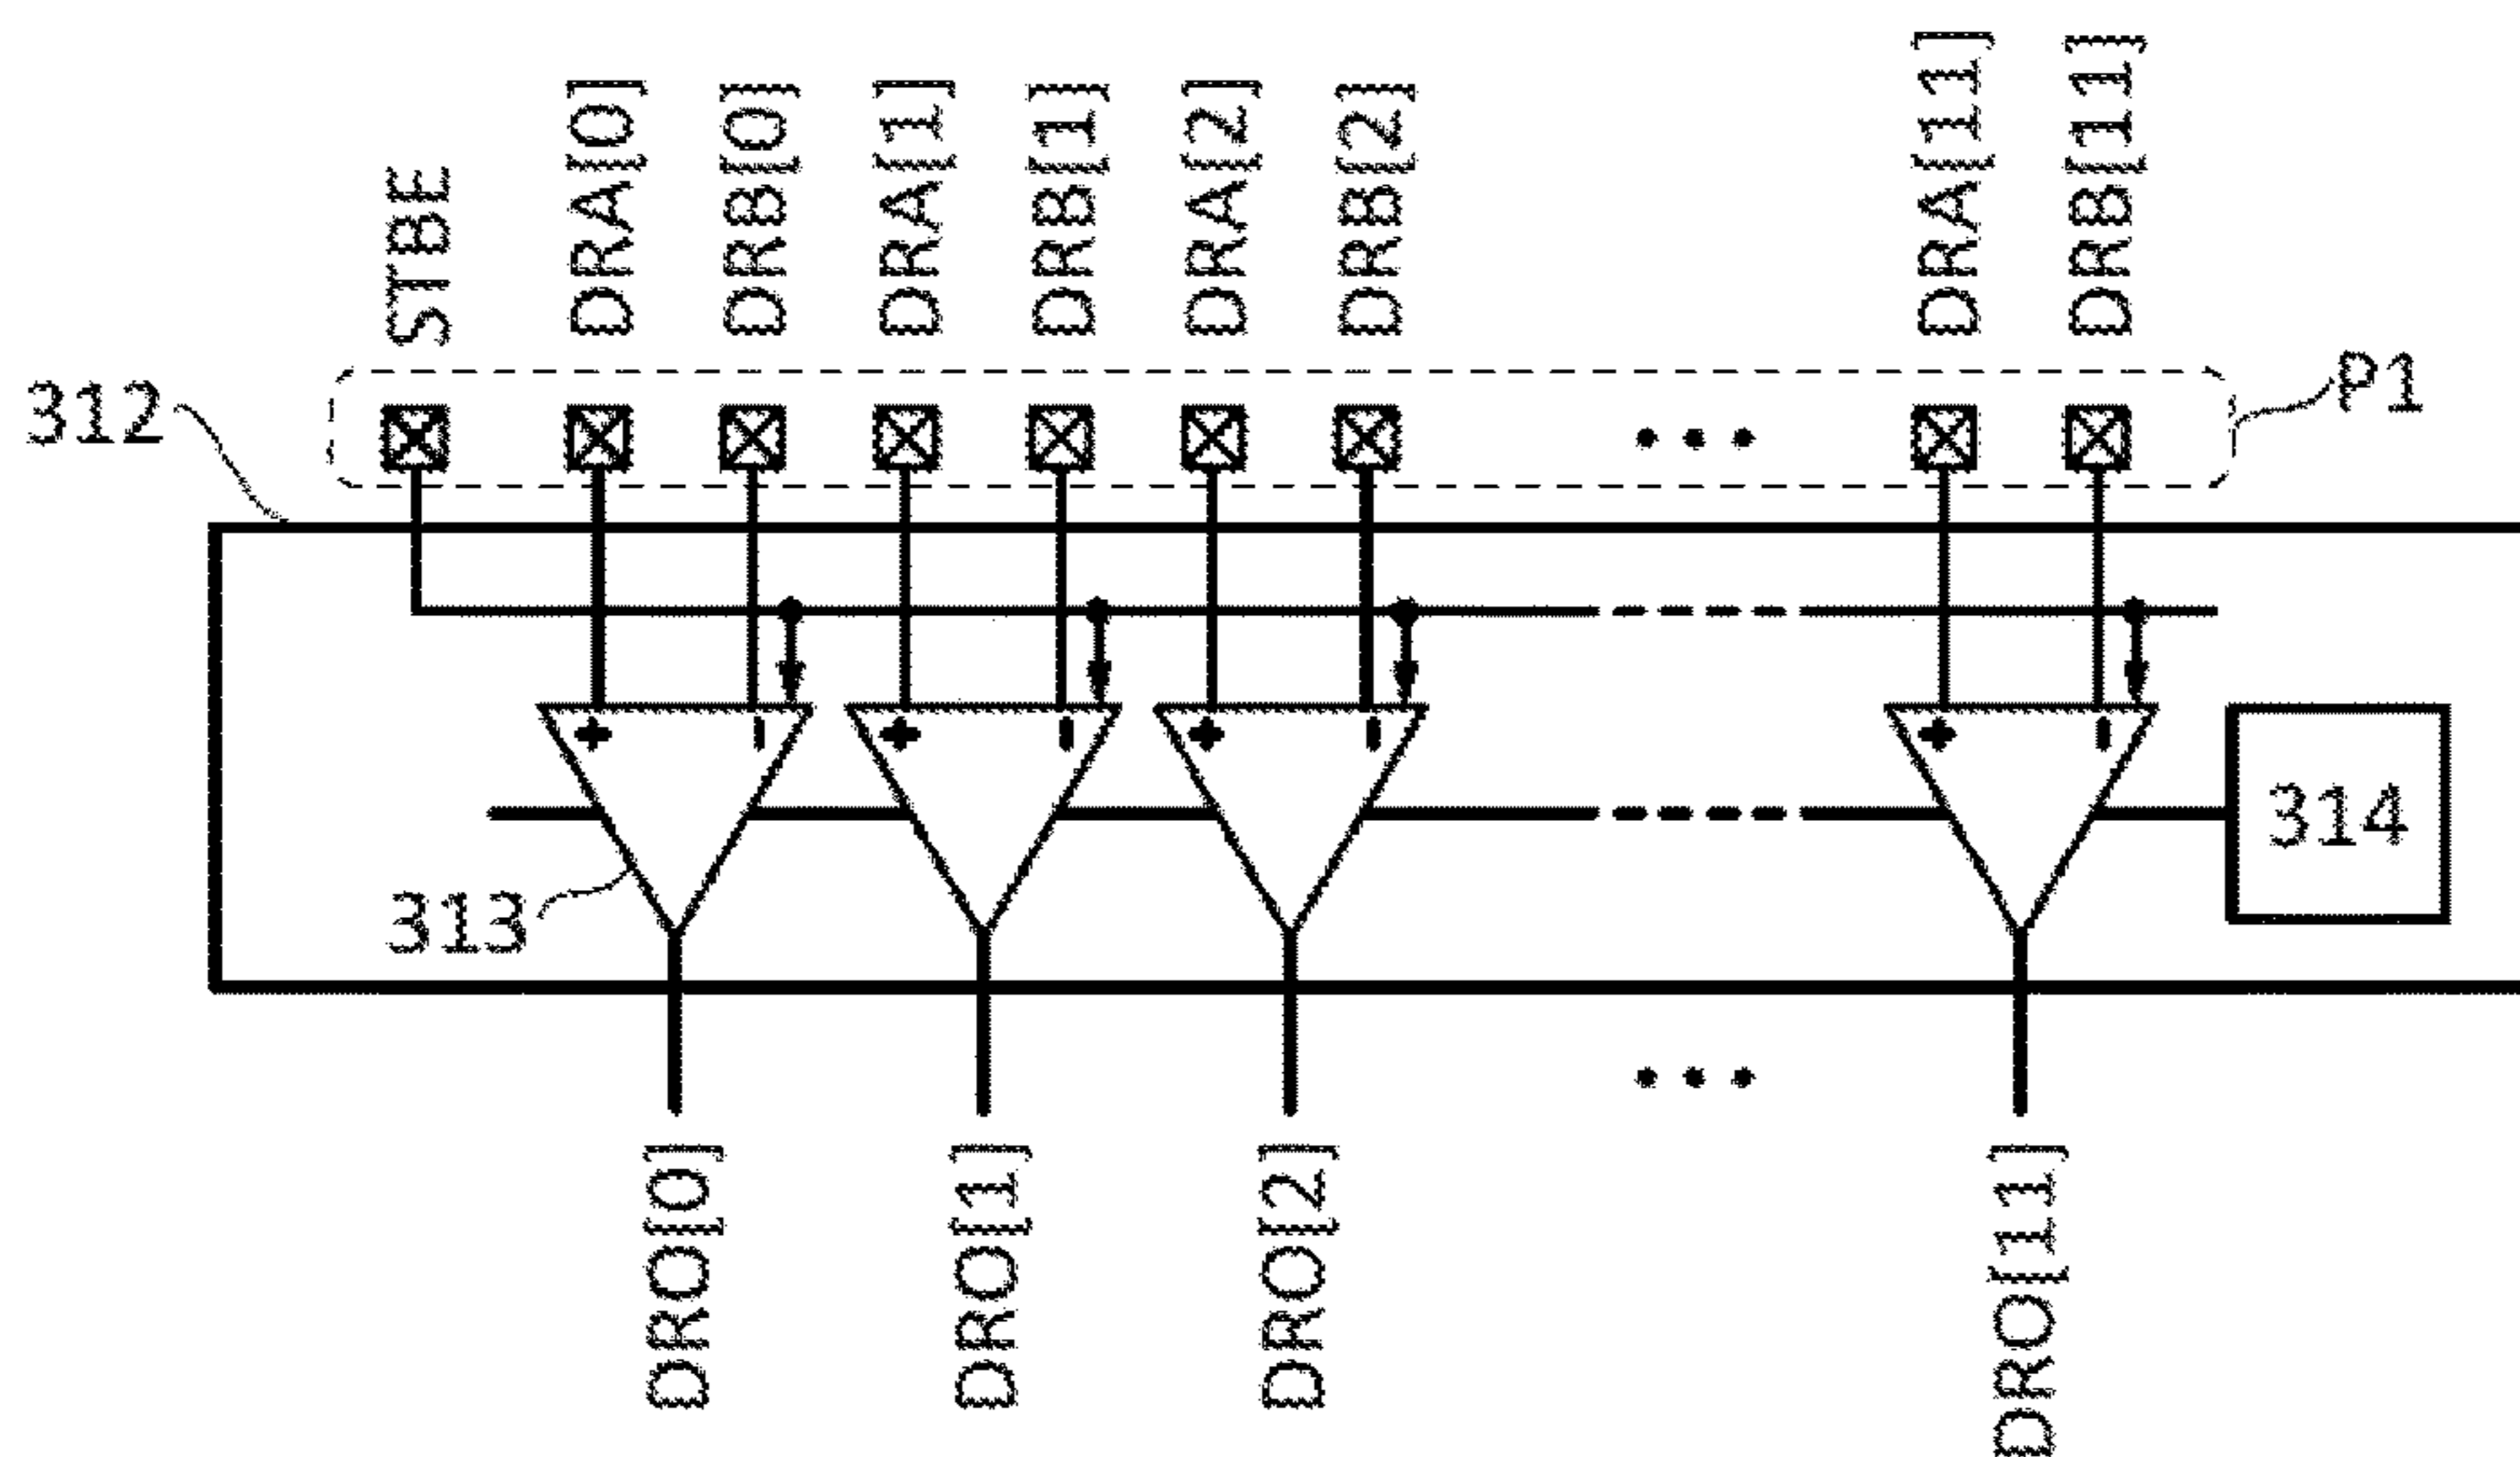 STBE
DRA[0]
DRB[0]
DRA[1]
DRB[1]
DRA[2]
DRB[2]
DRA[11]
DRB[11]
312
P1
+ −
+ −
+ −
+ −
313
314
DRO[0]
DRO[1]
DRO[2]
DRO[11]